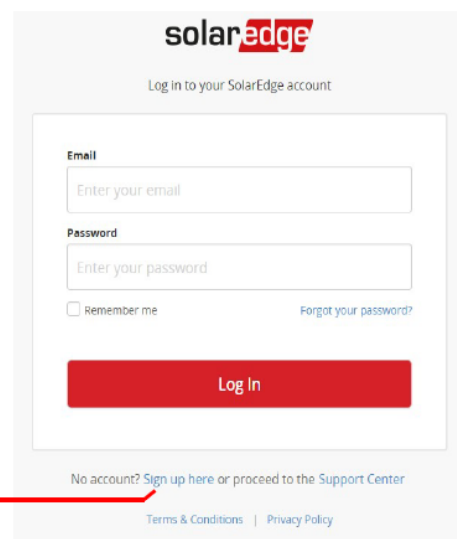 solaredge
Log in to your SolarEdge account
Email
Enter your email
Password
Enter your password
Remember me Forgot your password?
Log In
No account? Sign up here or proceed to the Support Center
Terms & Conditions | Privacy Policy